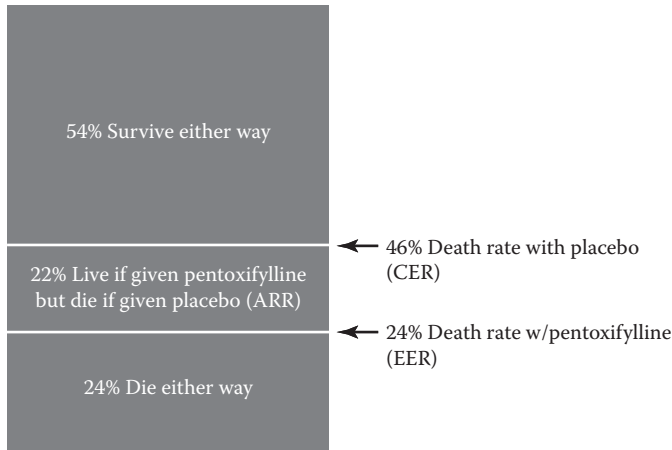 54% Survive either way
46% Death rate with placebo
(CER)
22% Live if given pentoxifylline
but die if given placebo (ARR)
24% Death rate w/pentoxifylline
(EER)
24% Die either way